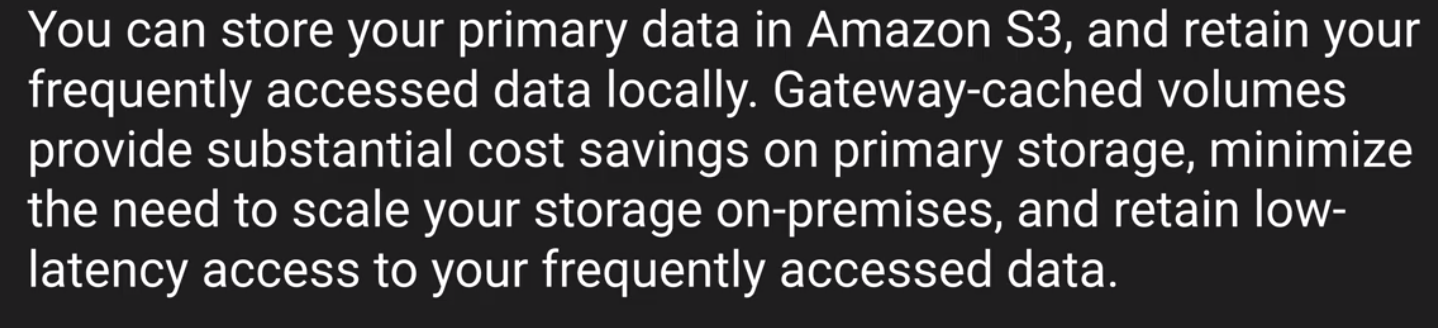 You can store your primary data in Amazon S3, and retain your
frequently accessed data locally. Gateway-cached volumes
provide substantial cost savings on primary storage, minimize
the need to scale your storage on-premises, and retain low-
latency access to your frequently accessed data.